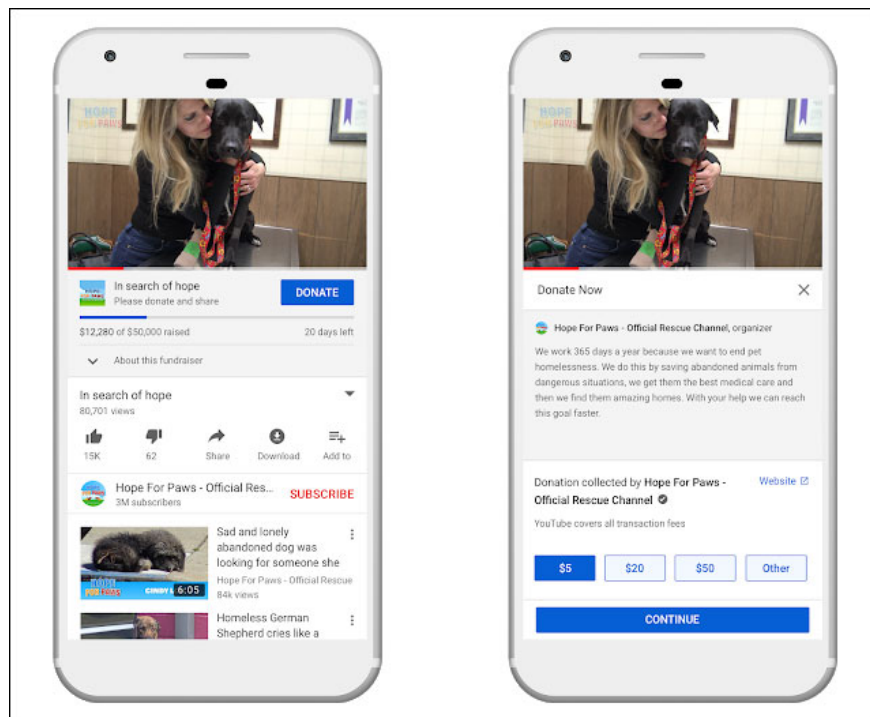 HOPE
FOR PAWS
In search of hope
Please donate and share
DONATE
$12,280 of $50,000 raised
20 days left
About this fundraiser
In search of hope
80,701 views
15K
62
Share
Download
Add to
Hope For Paws - Official Res...
3M subscribers
SUBSCRIBE
Sad and lonely
abandoned dog was
looking for someone she
Hope For Paws - Official Rescue
84k views
HOPE
FOR PAWS
6:05
Homeless German
Shepherd cries like a
HOPE
FOR PAWS
Donate Now
Hope For Paws - Official Rescue Channel, organizer
We work 365 days a year because we want to end pet
homelessness. We do this by saving abandoned animals from
dangerous situations, we get them the best medical care and
then we find them amazing homes. With your help we can reach
this goal faster.
Donation collected by Hope For Paws -
Official Rescue Channel
Website
YouTube covers all transaction fees
$5
$20
$50
Other
CONTINUE